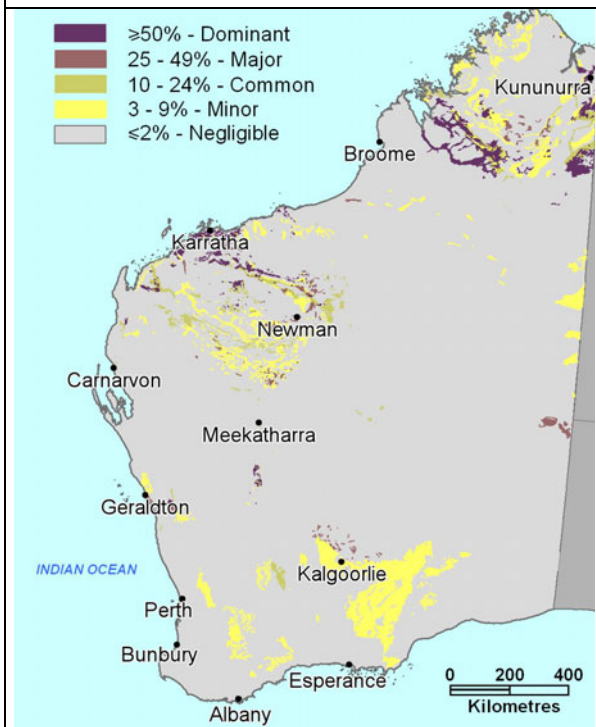 ≥50% - Dominant
25 - 49% - Major
10 - 24% - Common
3 - 9% - Minor
≤2% - Negligible
Kununurra
Broome
Karratha
Newman
Carnarvon
Meekatharra
Geraldton
INDIAN OCEAN
Kalgoorlie
Perth
Bunbury
Esperance
Albany
0 200 400
Kilometres